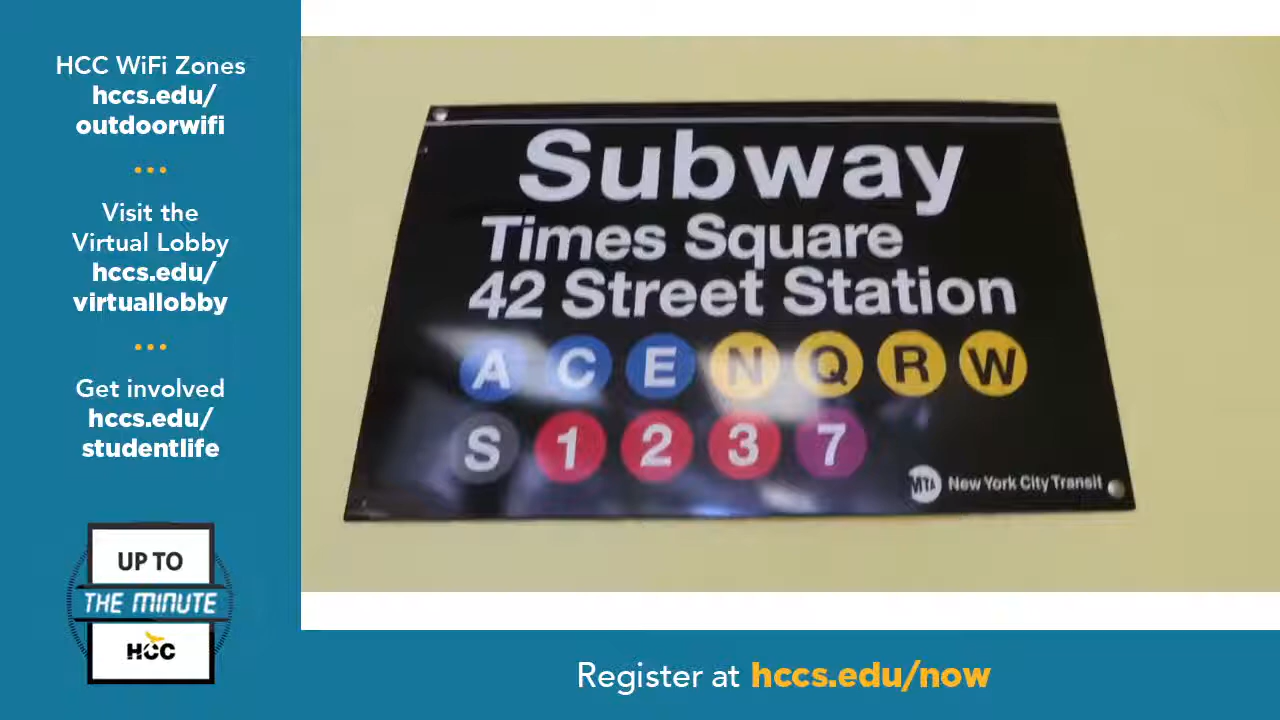 HCC WiFi Zones
hccs.edu/
outdoorwifi
Visit the
Virtual Lobby
hccs.edu/
virtuallobby
Get involved
hccs.edu/
studentlife
UP TO
THE MINUTE
HCC
Subway
Times Square
42 Street Station
A C E N Q R W
S 1 2 3 7
MTA New York City Transit
Register at hccs.edu/now